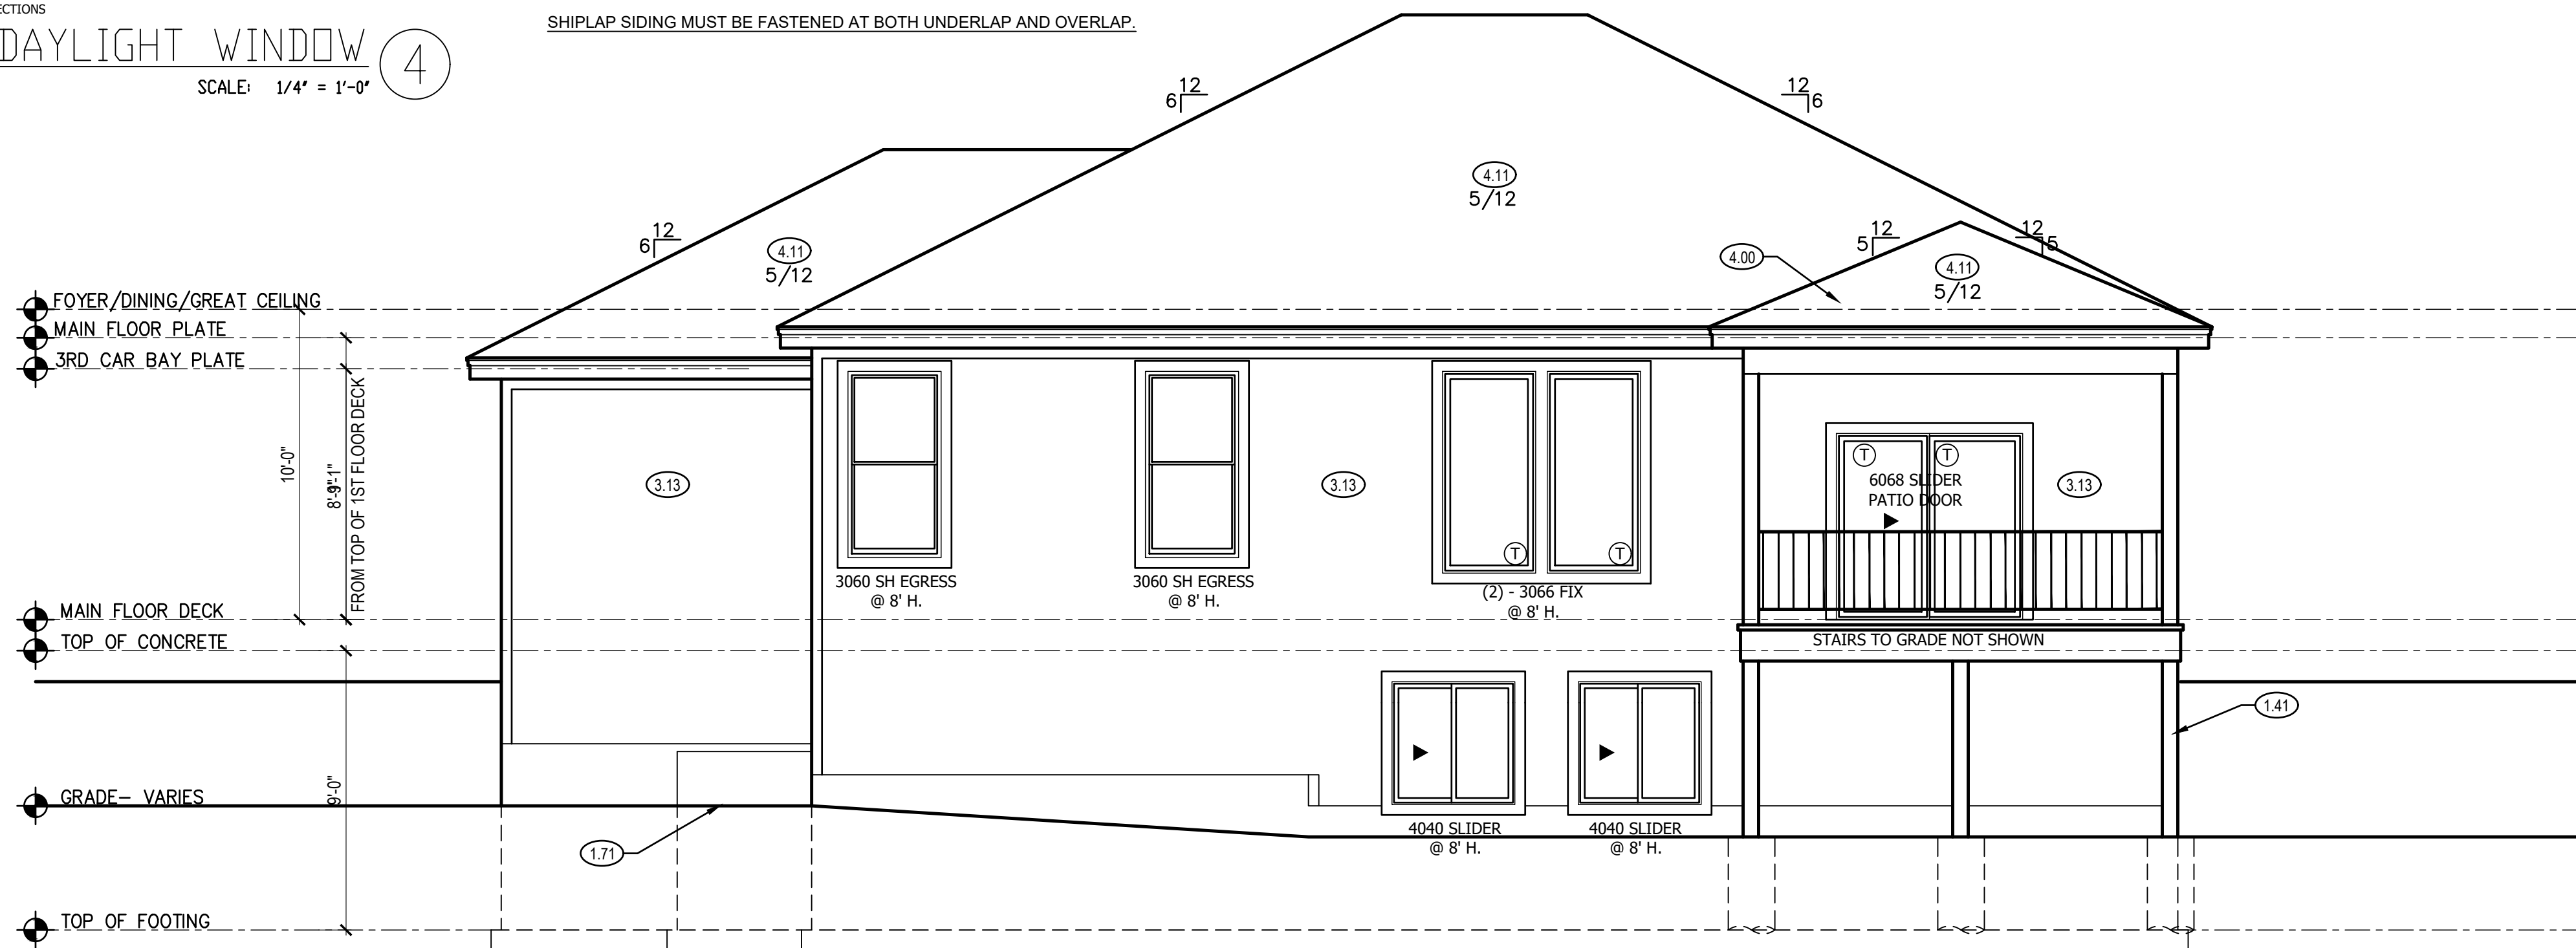 ECTIONS
DAYLIGHT WINDOW
4
SCALE: 1/4" = 1'-0"
SHIPLAP SIDING MUST BE FASTENED AT BOTH UNDERLAP AND OVERLAP.
12
6
12
6
4.11
5/12
12
6
4.11
5/12
12
5
12
5
4.00
4.11
5/12
FOYER/DINING/GREAT CEILING
MAIN FLOOR PLATE
3RD CAR BAY PLATE
10'-0"
FROM TOP OF 1ST FLOOR DECK
3.13
3.13
3.13
T
T
6068 SLIDER
PATIO DOOR
T
T
3060 SH EGRESS
@ 8' H.
3060 SH EGRESS
@ 8' H.
(2) - 3066 FIX
@ 8' H.
MAIN FLOOR DECK
TOP OF CONCRETE
STAIRS TO GRADE NOT SHOWN
1.41
9'-0"
GRADE- VARIES
4040 SLIDER
@ 8' H.
4040 SLIDER
@ 8' H.
1.71
TOP OF FOOTING